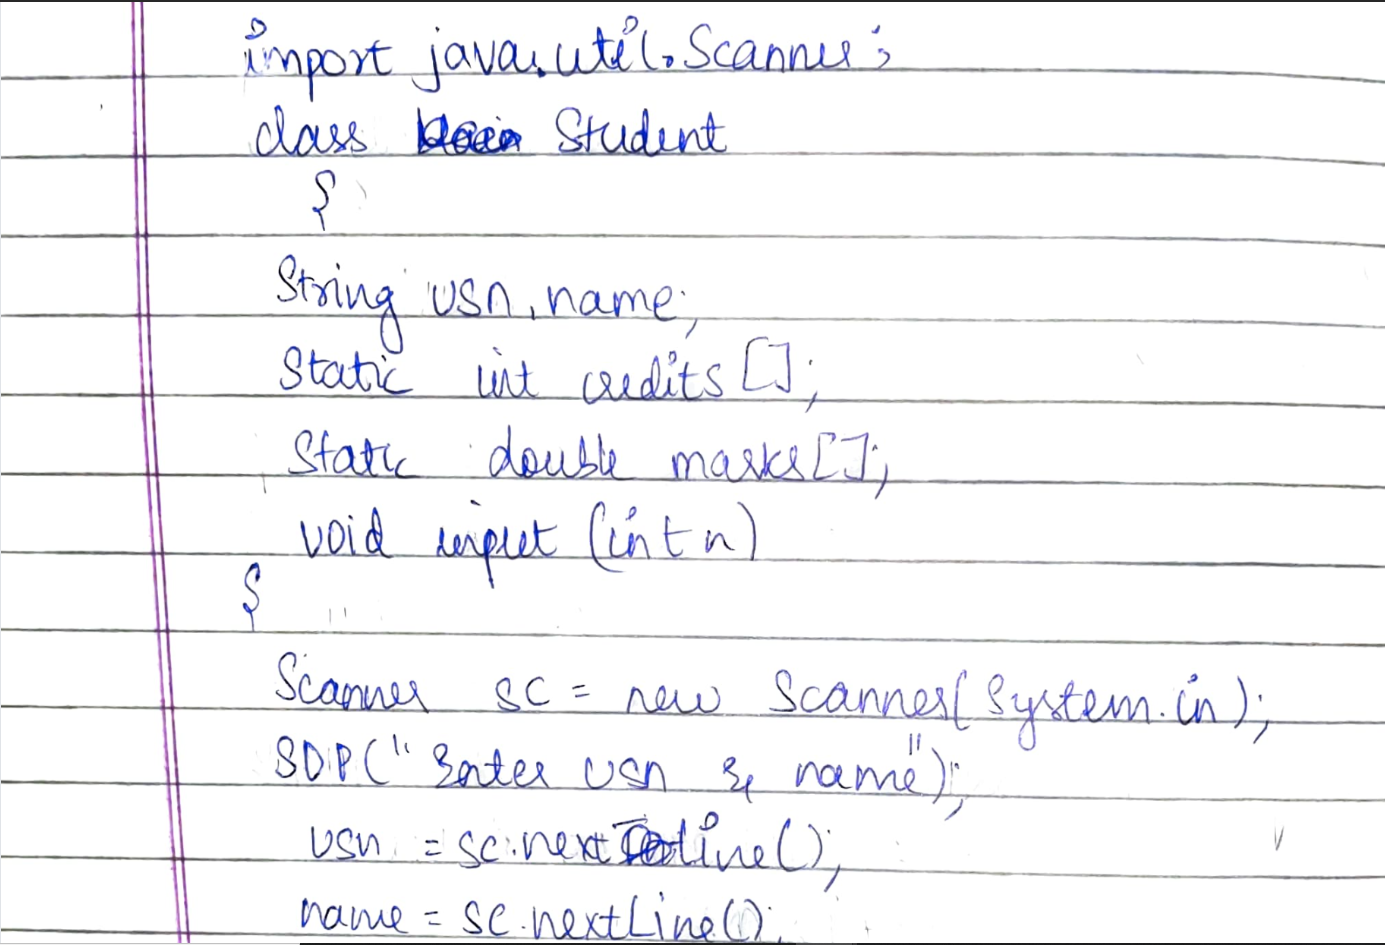 import java.util.Scanner;
class Student
{
String usn, name;
Static int credits [];
Static double marks[];
void input (int n)
{
Scanner sc = new Scanner(System.in);
SOP(" Enter usn & name");
usn = sc.nextline();
name = sc.nextLine();